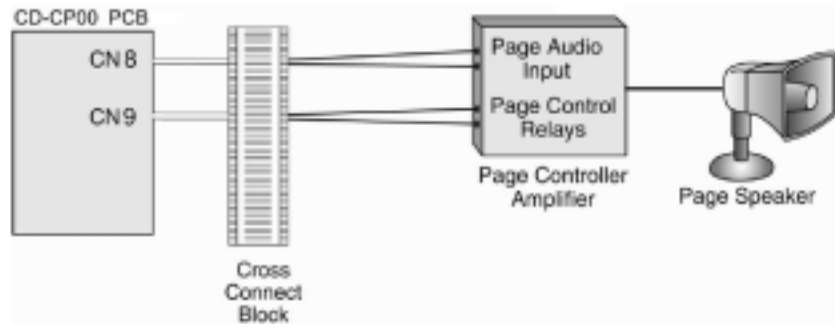 CD-CP00 PCB
CN8
CN9
Cross
Connect
Block
Page Audio
Input
Page Control
Relays
Page Controller
Amplifier
Page Speaker